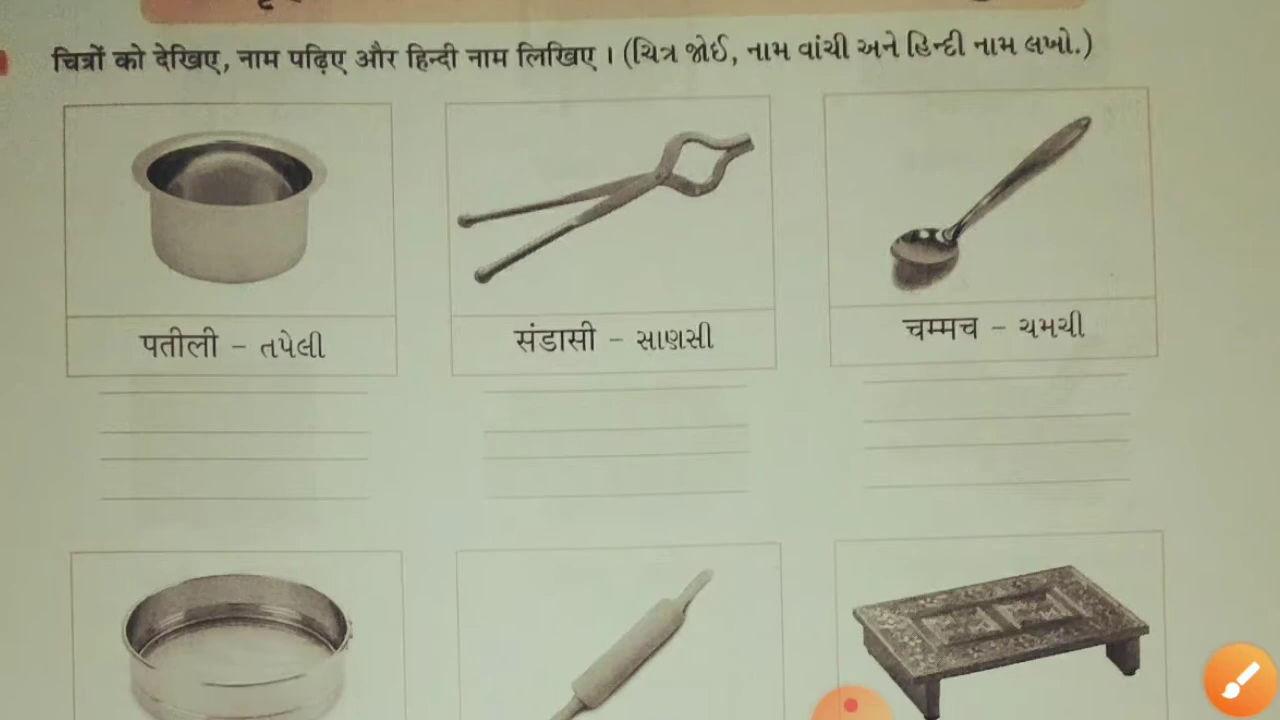 चित्रों को देखिए, नाम पढ़िए और हिन्दी नाम लिखिए । (ચિત્ર જોઈ, નામ વાંચી અને હિન્દી નામ લખો.)
पतीली - તપેલી
संडासी - સાણસી
चम्मच - ચમચી